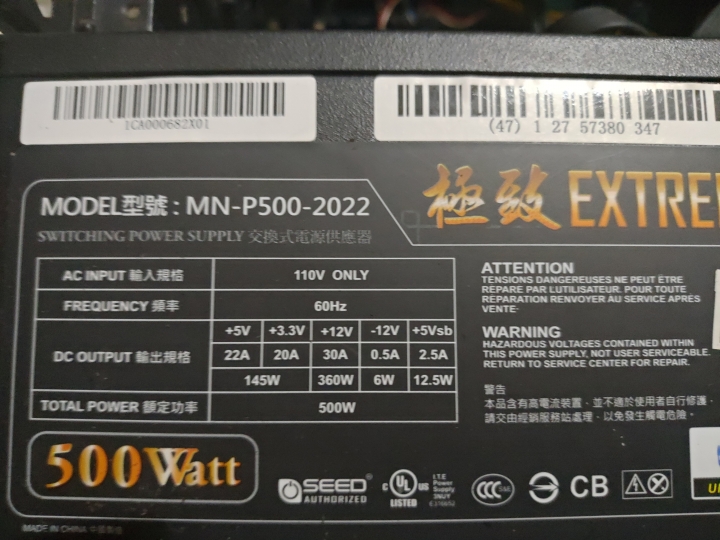 1CA000682X01
(47) 1 27 57380 347
MODEL型號 : MN-P500-2022
極致 EXTRE
SWITCHING POWER SUPPLY 交換式電源供應器
AC INPUT 輸入規格 110V ONLY
FREQUENCY 頻率 60Hz
DC OUTPUT 輸出規格
+5V +3.3V +12V -12V +5Vsb
22A 20A 30A 0.5A 2.5A
145W 360W 6W 12.5W
TOTAL POWER 額定功率 500W
ATTENTION
TENSIONS DANGEREUSES NE PEUT ÊTRE
REPARE PAR LUTILISATEUR. POUR TOUTE
REPARATION RENVOYER AU SERVICE APRES
VENTE·
WARNING
HAZARDOUS VOLTAGES CONTAINED WITHIN
THIS POWER SUPPLY, NOT USER SERVICEABLE.
RETURN TO SERVICE CENTER FOR REPAIR.
警告
本品含有高電流裝置，並不適於使用者自行修護，
請交由經銷服務站處理，以免發生觸電危險。
500Watt
SEED
AUTHORIZED
c UL US
LISTED
I.T.E
Power
Supply
CCC
CB
MADE IN CHINA